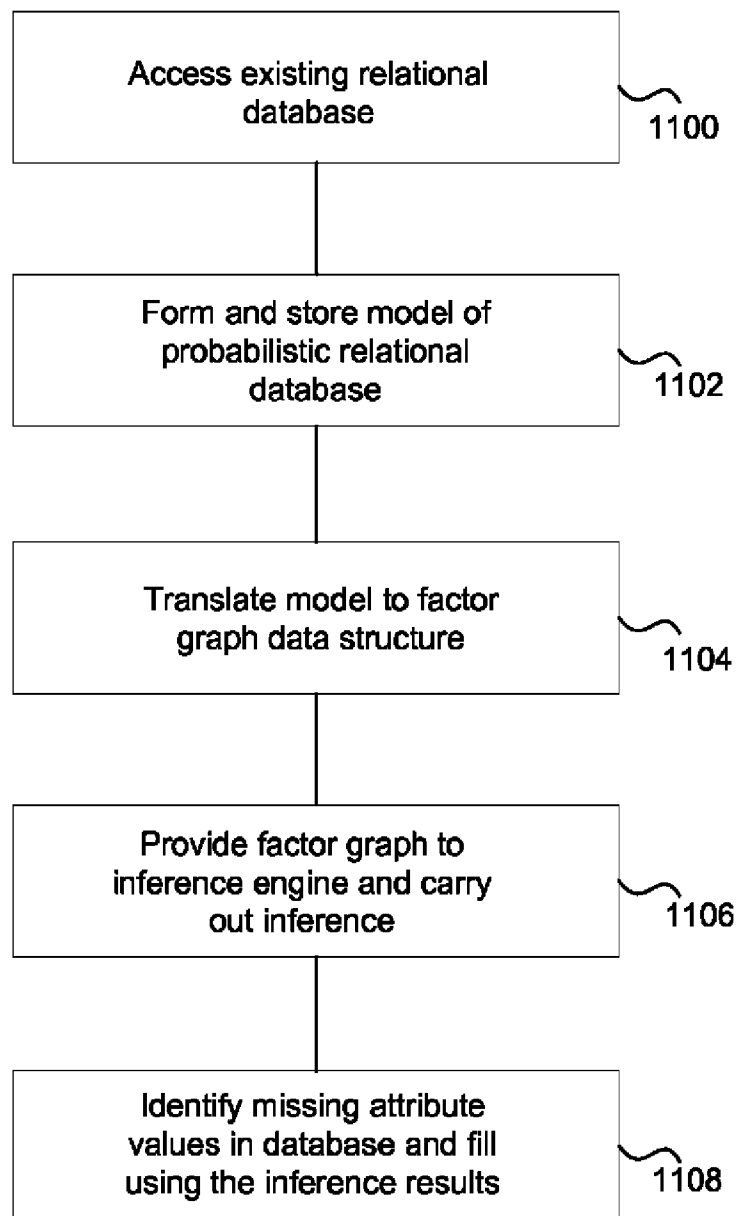 Access existing relational
database
1100
Form and store model of
probabilistic relational
database
1102
Translate model to factor
graph data structure
1104
Provide factor graph to
inference engine and carry
out inference
1106
Identify missing attribute
values in database and fill
using the inference results
1108